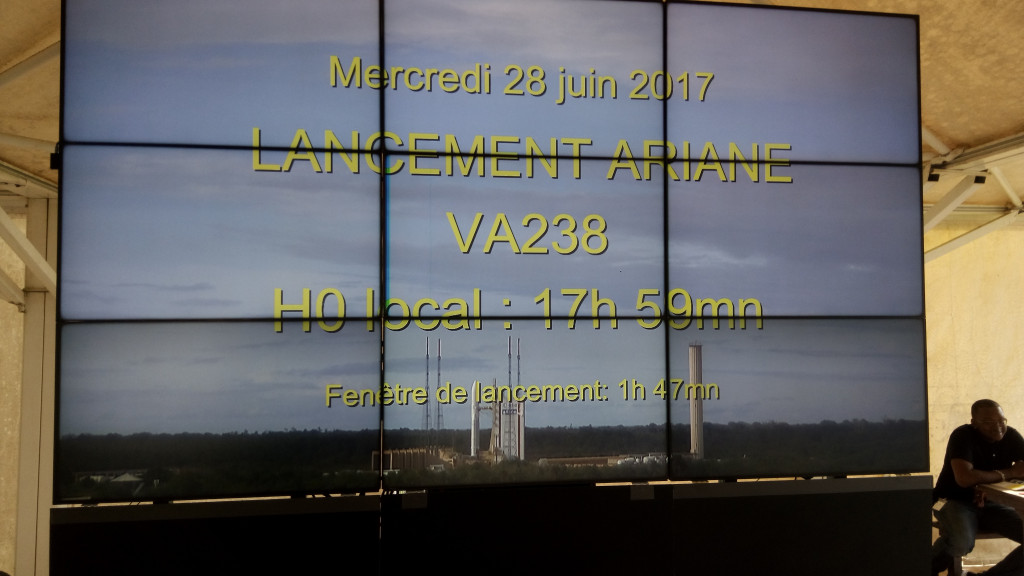 Mercredi 28 juin 2017
LANCEMENT ARIANE
VA238
H0 local : 17h 59mn
Fenêtre de lancement: 1h 47mn